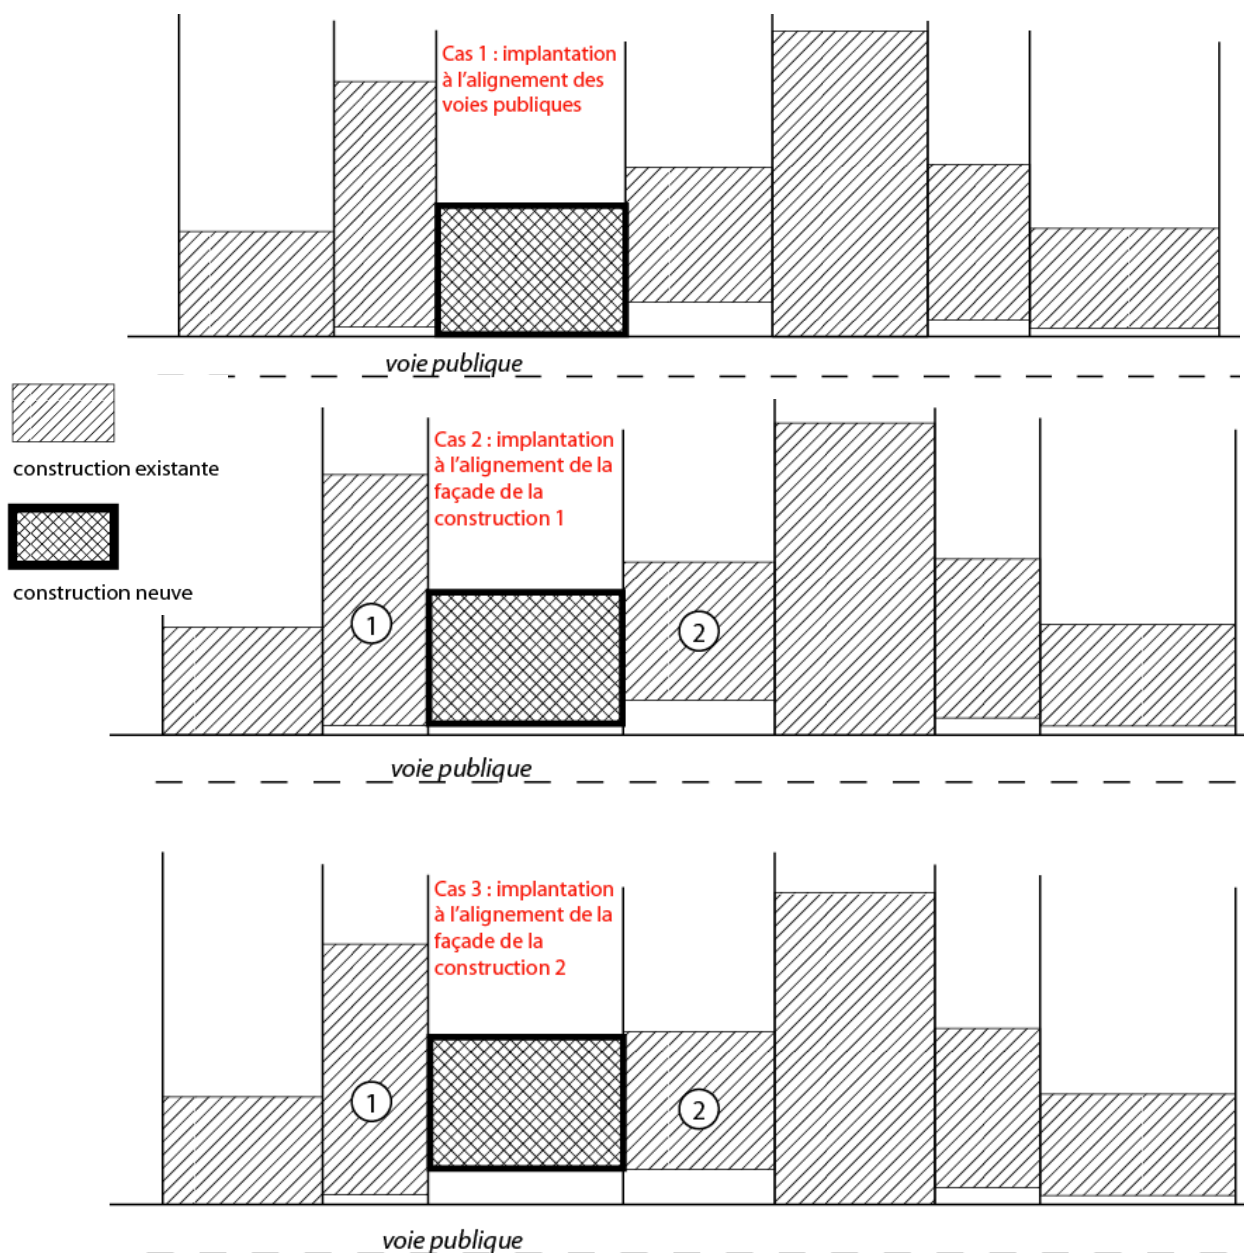 Cas 1 : implantation
à l'alignement des
voies publiques
voie publique
construction existante
construction neuve
Cas 2 : implantation
à l'alignement de la
façade de la
construction 1
1
2
voie publique
Cas 3 : implantation
à l'alignement de la
façade de la
construction 2
1
2
voie publique